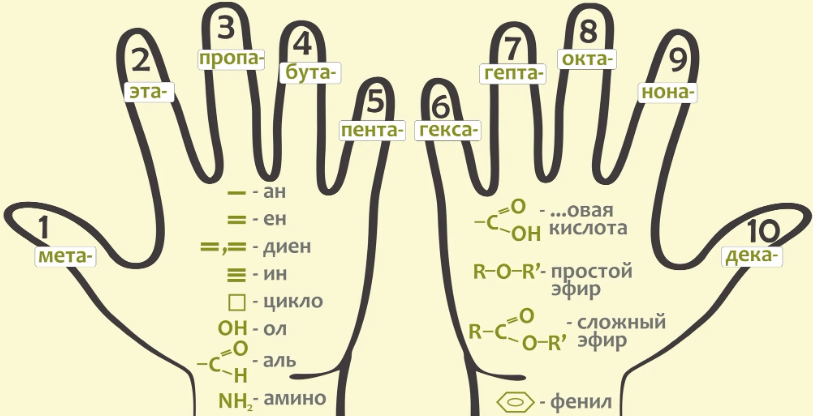 1
мета-
2
эта-
3
пропа-
4
бута-
5
пента-
6
гекса-
7
гепта-
8
окта-
9
нона-
10
дека-
– - ан
= - ен
=,= - диен
≡ - ин
□ - цикло
OH - ол
–C=O H - аль
NH₂ - амино
–C=O OH - ...овая
кислота
R–O–R’ - простой
эфир
R–C=O O–R’ - сложный
эфир
- фенил